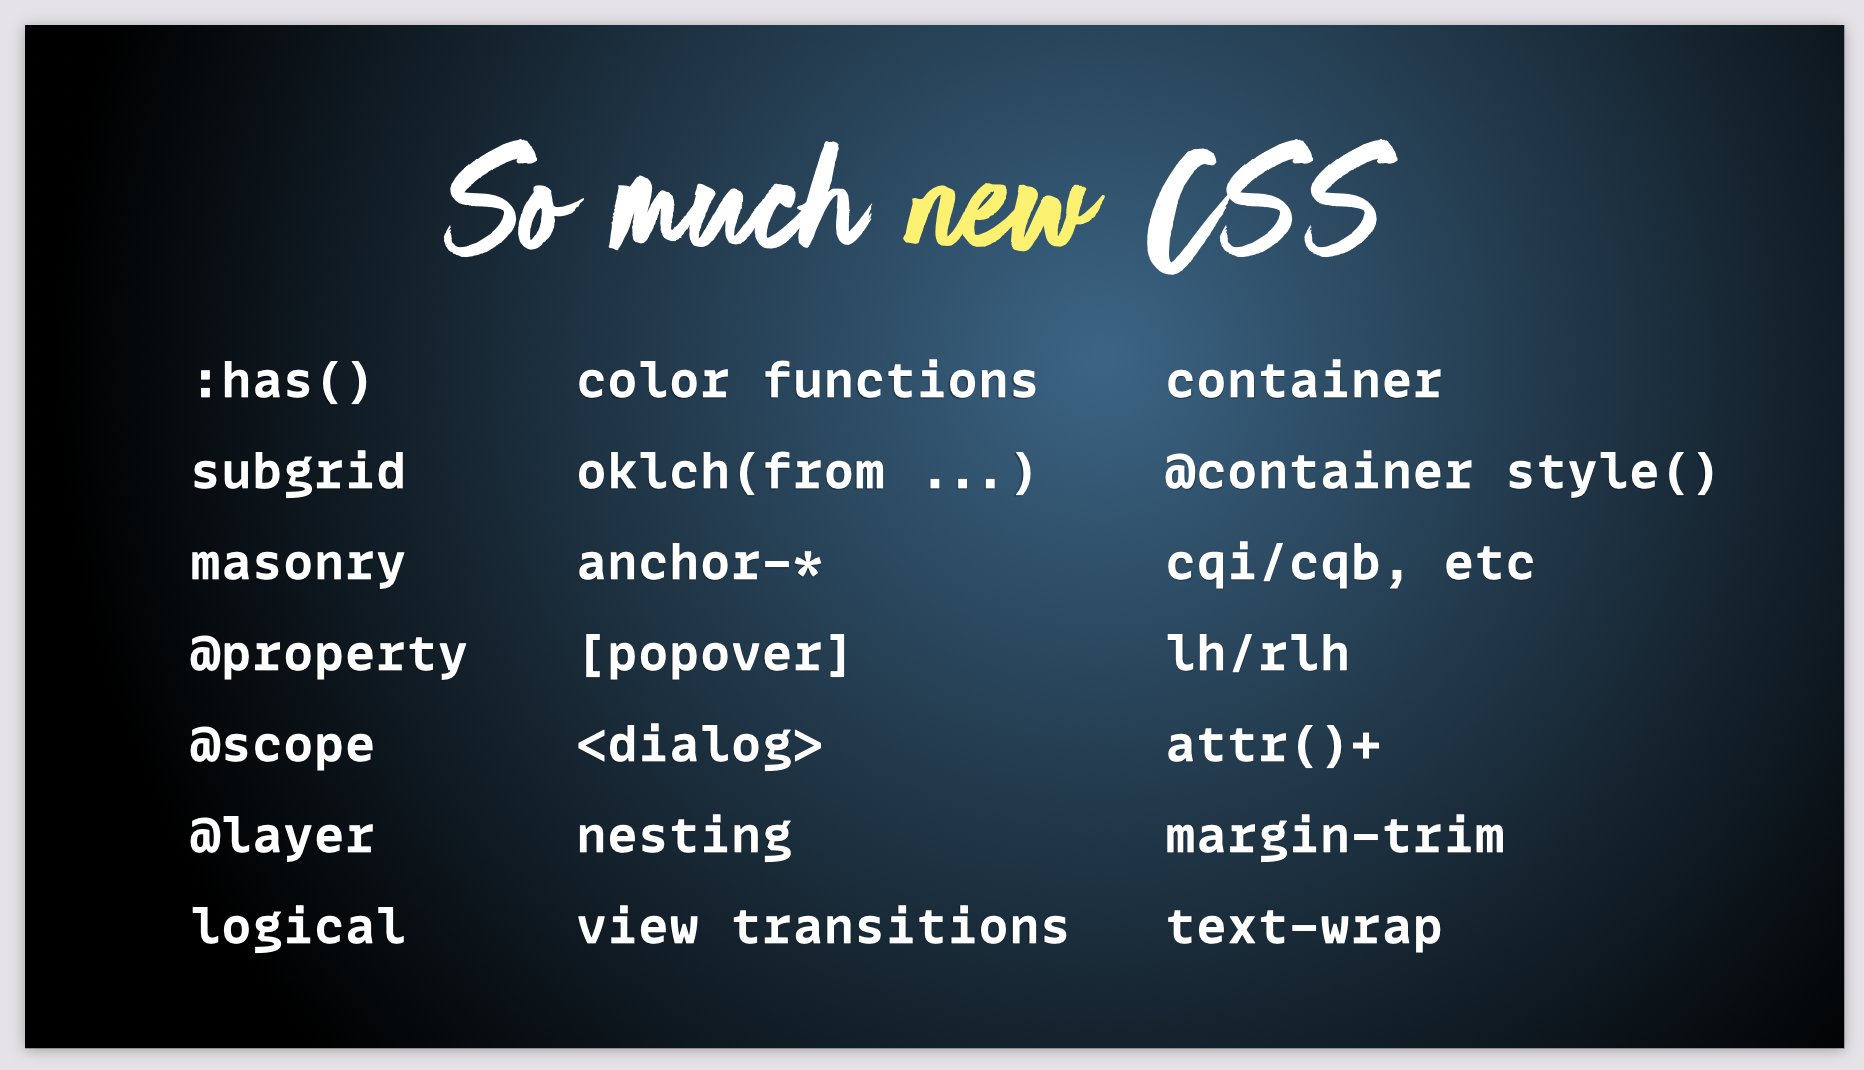 So much new CSS
:has()
subgrid
masonry
@property
@scope
@layer
logical
color functions
oklch(from ...)
anchor-*
[popover]
<dialog>
nesting
view transitions
container
@container style()
cqi/cqb, etc
lh/rlh
attr()+
margin-trim
text-wrap